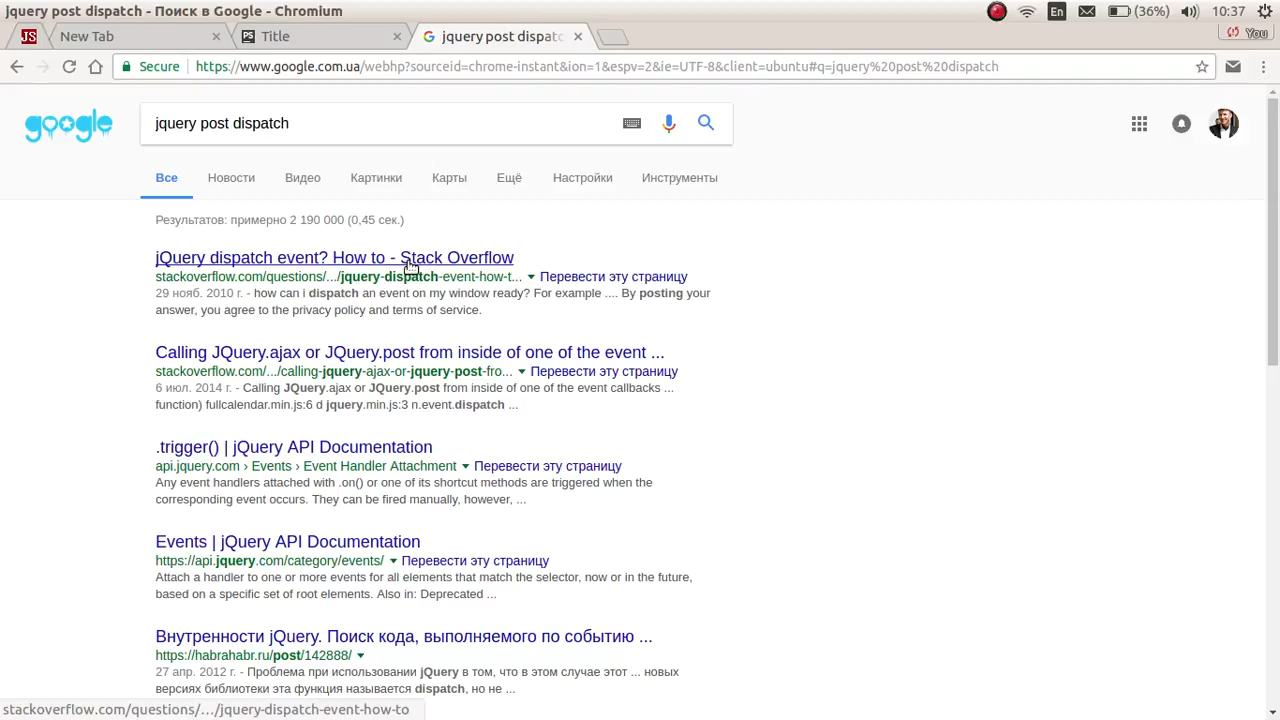 jquery post dispatch - Поиск в Google - Chromium
En
(36%)
10:37
JS
New Tab
PS
Title
G
jquery post dispatc
You
Secure
https://www.google.com.ua/webhp?sourceid=chrome-instant&ion=1&espv=2&ie=UTF-8&client=ubuntu#q=jquery%20post%20dispatch
google
jquery post dispatch
Все
Новости
Видео
Картинки
Карты
Ещё
Настройки
Инструменты
Результатов: примерно 2 190 000 (0,45 сек.)
jQuery dispatch event? How to - Stack Overflow
stackoverflow.com/questions/.../jquery-dispatch-event-how-t... Перевести эту страницу
29 нояб. 2010 г. - how can i dispatch an event on my window ready? For example .... By posting your
answer, you agree to the privacy policy and terms of service.
Calling JQuery.ajax or JQuery.post from inside of one of the event ...
stackoverflow.com/.../calling-jquery-ajax-or-jquery-post-fro... Перевести эту страницу
6 июл. 2014 г. - Calling JQuery.ajax or JQuery.post from inside of one of the event callbacks ...
function) fullcalendar.min.js:6 d jquery.min.js:3 n.event.dispatch ...
.trigger() | jQuery API Documentation
api.jquery.com › Events › Event Handler Attachment Перевести эту страницу
Any event handlers attached with .on() or one of its shortcut methods are triggered when the
corresponding event occurs. They can be fired manually, however, ...
Events | jQuery API Documentation
https://api.jquery.com/category/events/ Перевести эту страницу
Attach a handler to one or more events for all elements that match the selector, now or in the future,
based on a specific set of root elements. Also in: Deprecated ...
Внутренности jQuery. Поиск кода, выполняемого по событию ...
https://habrahabr.ru/post/142888/
27 апр. 2012 г. - Проблема при использовании jQuery в том, что в этом случае этот ... новых
версиях библиотеки эта функция называется dispatch, но не ...
stackoverflow.com/questions/…/jquery-dispatch-event-how-to